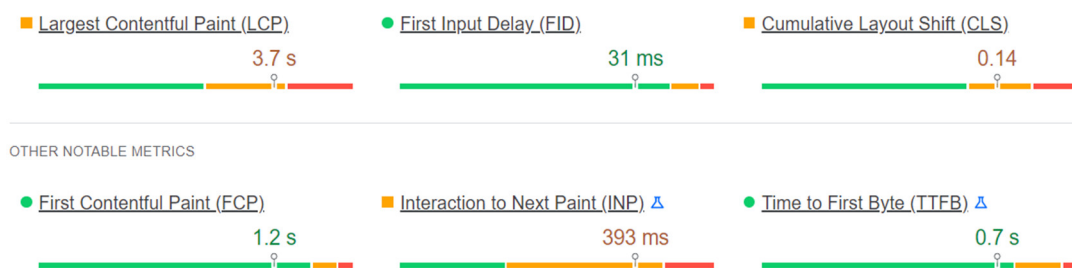 Largest Contentful Paint (LCP)
First Input Delay (FID)
Cumulative Layout Shift (CLS)
3.7 s
31 ms
0.14
OTHER NOTABLE METRICS
First Contentful Paint (FCP)
Interaction to Next Paint (INP)
Time to First Byte (TTFB)
1.2 s
393 ms
0.7 s